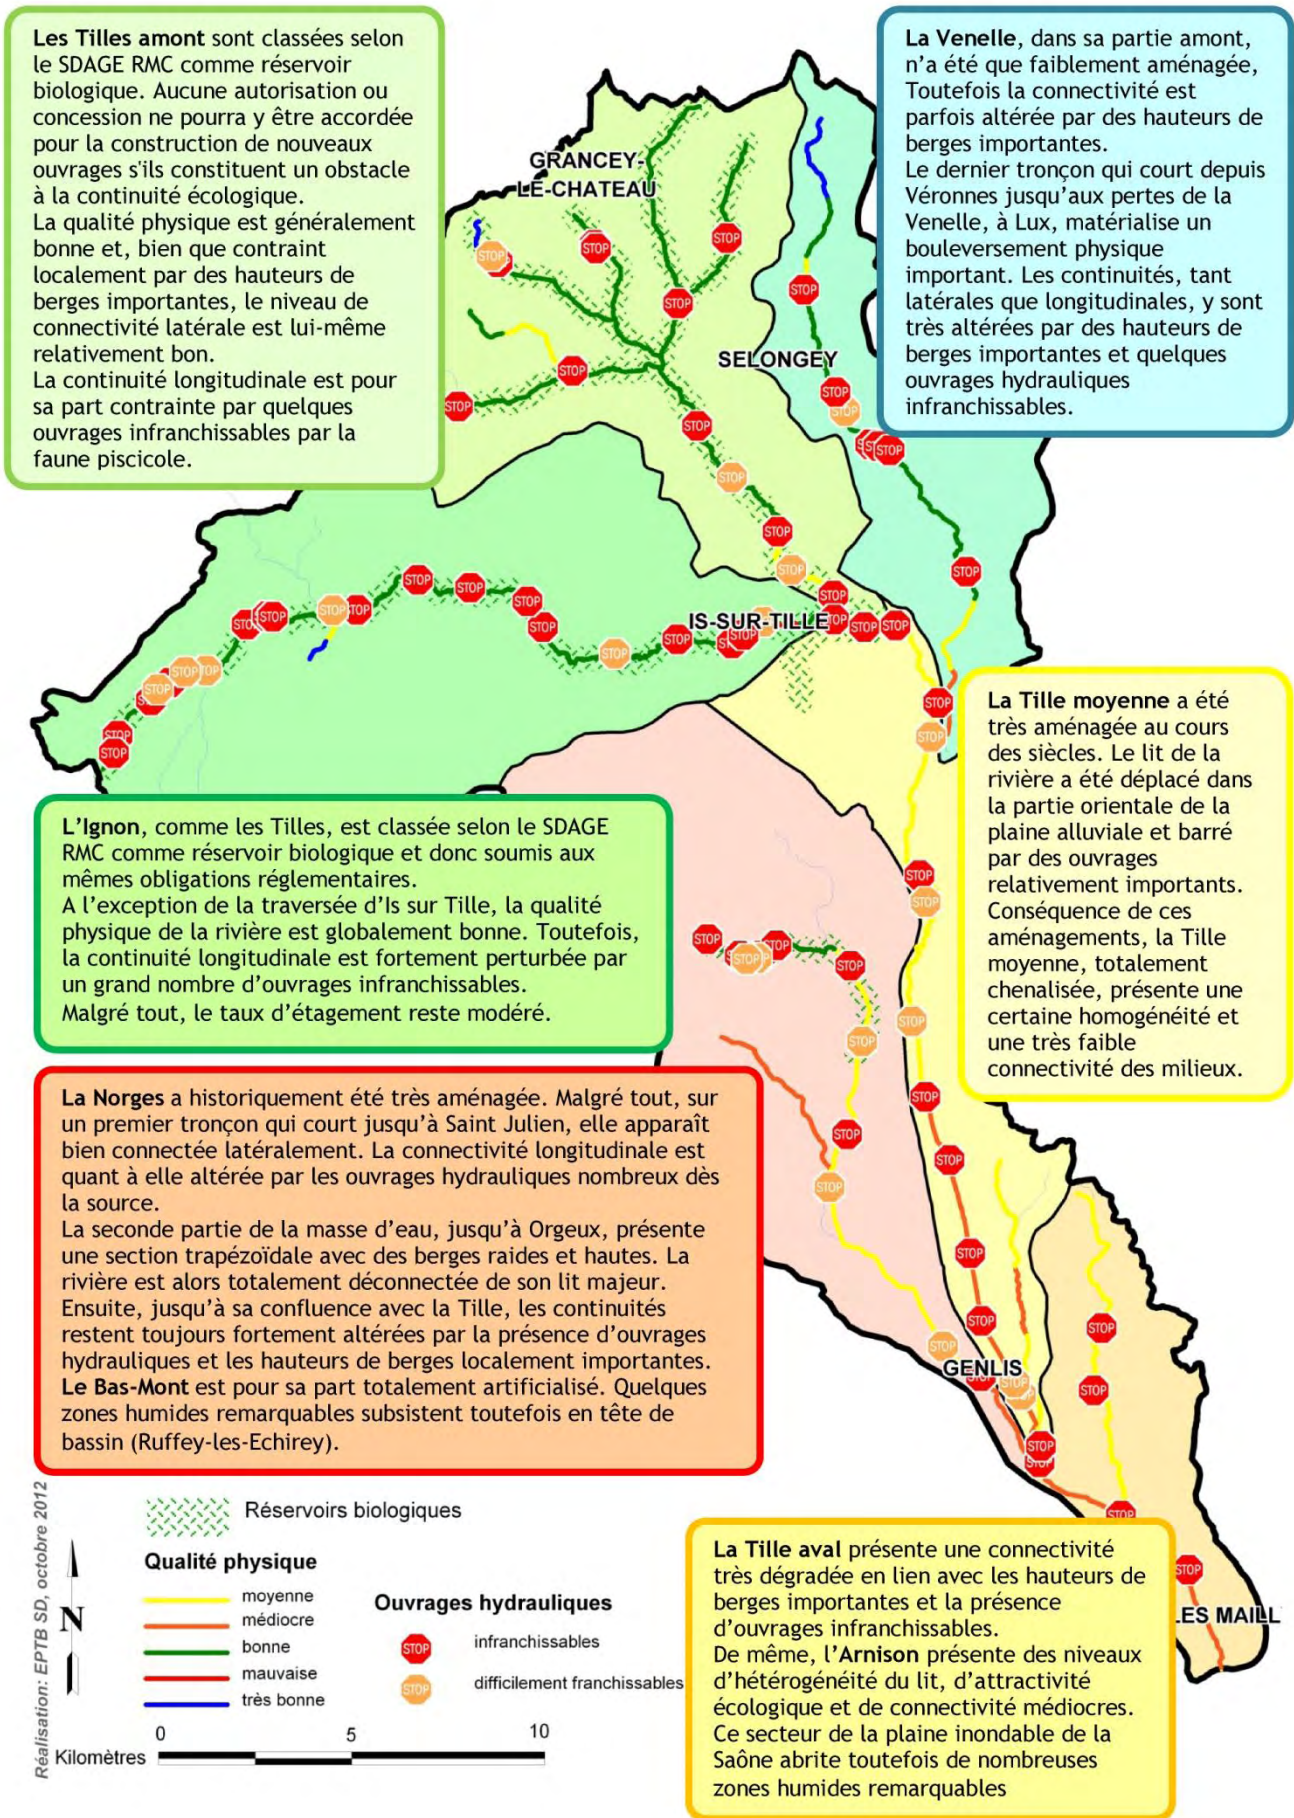 Les Tilles amont sont classées selon
le SDAGE RMC comme réservoir
biologique. Aucune autorisation ou
concession ne pourra y être accordée
pour la construction de nouveaux
ouvrages s'ils constituent un obstacle
à la continuité écologique.
La qualité physique est généralement
bonne et, bien que contraint
localement par des hauteurs de
berges importantes, le niveau de
connectivité latérale est lui-même
relativement bon.
La continuité longitudinale est pour
sa part contrainte par quelques
ouvrages infranchissables par la
faune piscicole.
La Venelle, dans sa partie amont,
n’a été que faiblement aménagée,
Toutefois la connectivité est
parfois altérée par des hauteurs de
berges importantes.
Le dernier tronçon qui court depuis
Véronnes jusqu’aux pertes de la
Venelle, à Lux, matérialise un
bouleversement physique
important. Les continuités, tant
latérales que longitudinales, y sont
très altérées par des hauteurs de
berges importantes et quelques
ouvrages hydrauliques
infranchissables.
GRANCEY-
LE-CHATEAU
SELONGEY
IS-SUR-TILLE
La Tille moyenne a été
très aménagée au cours
des siècles. Le lit de la
rivière a été déplacé dans
la partie orientale de la
plaine alluviale et barré
par des ouvrages
relativement importants.
Conséquence de ces
aménagements, la Tille
moyenne, totalement
chenalisée, présente une
certaine homogénéité et
une très faible
connectivité des milieux.
L’Ignon, comme les Tilles, est classée selon le SDAGE
RMC comme réservoir biologique et donc soumis aux
mêmes obligations réglementaires.
A l’exception de la traversée d’Is sur Tille, la qualité
physique de la rivière est globalement bonne. Toutefois,
la continuité longitudinale est fortement perturbée par
un grand nombre d’ouvrages infranchissables.
Malgré tout, le taux d’étagement reste modéré.
La Norges a historiquement été très aménagée. Malgré tout, sur
un premier tronçon qui court jusqu’à Saint Julien, elle apparaît
bien connectée latéralement. La connectivité longitudinale est
quant à elle altérée par les ouvrages hydrauliques nombreux dès
la source.
La seconde partie de la masse d’eau, jusqu’à Orgeux, présente
une section trapézoïdale avec des berges raides et hautes. La
rivière est alors totalement déconnectée de son lit majeur.
Ensuite, jusqu’à sa confluence avec la Tille, les continuités
restent toujours fortement altérées par la présence d’ouvrages
hydrauliques et les hauteurs de berges localement importantes.
Le Bas-Mont est pour sa part totalement artificialisé. Quelques
zones humides remarquables subsistent toutefois en tête de
bassin (Ruffey-les-Echirey).
GENLIS
LES MAILL
La Tille aval présente une connectivité
très dégradée en lien avec les hauteurs de
berges importantes et la présence
d’ouvrages infranchissables.
De même, l’Arnison présente des niveaux
d’hétérogénéité du lit, d’attractivité
écologique et de connectivité médiocres.
Ce secteur de la plaine inondable de la
Saône abrite toutefois de nombreuses
zones humides remarquables
Réalisation: EPTB SD, octobre 2012
N
Réservoirs biologiques
Qualité physique
moyenne
médiocre
bonne
mauvaise
très bonne
Ouvrages hydrauliques
STOP infranchissables
STOP difficilement franchissables
0 5 10
Kilomètres